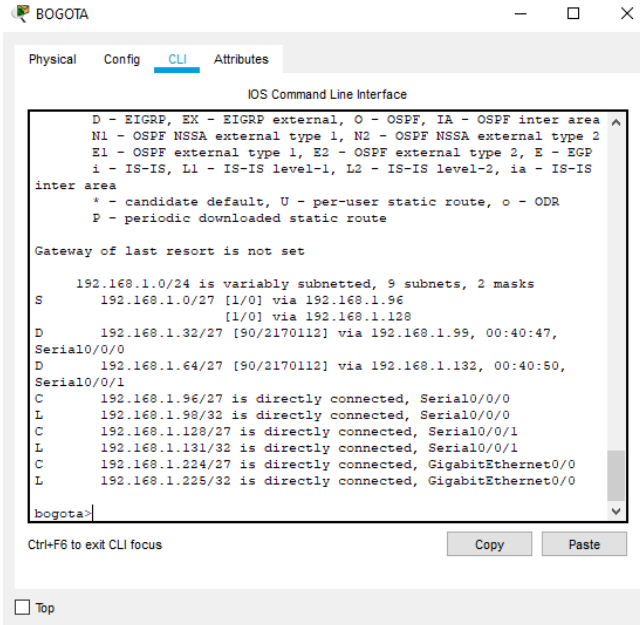 BOGOTA
Physical Config CLI Attributes
IOS Command Line Interface
D - EIGRP, EX - EIGRP external, O - OSPF, IA - OSPF inter area
N1 - OSPF NSSA external type 1, N2 - OSPF NSSA external type 2
E1 - OSPF external type 1, E2 - OSPF external type 2, E - EGP
i - IS-IS, L1 - IS-IS level-1, L2 - IS-IS level-2, ia - IS-IS
inter area
* - candidate default, U - per-user static route, o - ODR
P - periodic downloaded static route
Gateway of last resort is not set
192.168.1.0/24 is variably subnetted, 9 subnets, 2 masks
S 192.168.1.0/27 [1/0] via 192.168.1.96
[1/0] via 192.168.1.128
D 192.168.1.32/27 [90/2170112] via 192.168.1.99, 00:40:47,
Serial0/0/0
D 192.168.1.64/27 [90/2170112] via 192.168.1.132, 00:40:50,
Serial0/0/1
C 192.168.1.96/27 is directly connected, Serial0/0/0
L 192.168.1.98/32 is directly connected, Serial0/0/0
C 192.168.1.128/27 is directly connected, Serial0/0/1
L 192.168.1.131/32 is directly connected, Serial0/0/1
C 192.168.1.224/27 is directly connected, GigabitEthernet0/0
L 192.168.1.225/32 is directly connected, GigabitEthernet0/0
bogota>
Ctrl+F6 to exit CLI focus
Copy Paste
Top